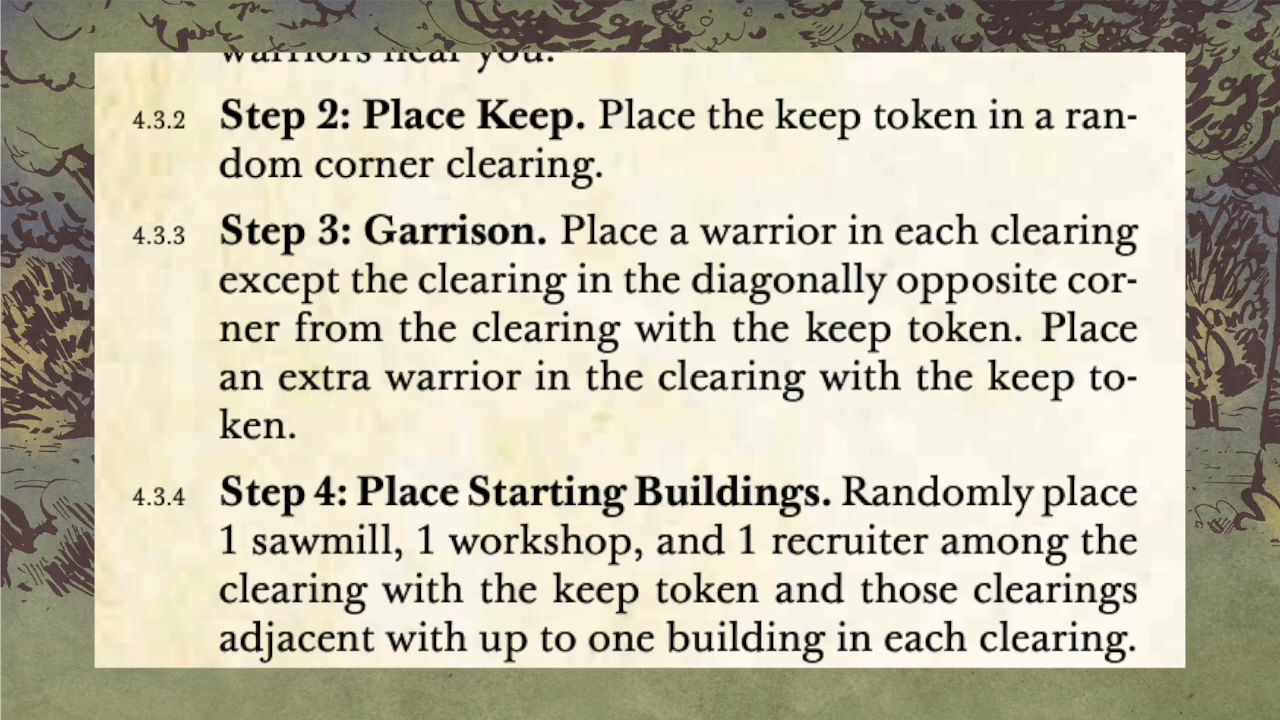 warriors near you.
4.3.2 Step 2: Place Keep. Place the keep token in a ran-
dom corner clearing.
4.3.3 Step 3: Garrison. Place a warrior in each clearing
except the clearing in the diagonally opposite cor-
ner from the clearing with the keep token. Place
an extra warrior in the clearing with the keep to-
ken.
4.3.4 Step 4: Place Starting Buildings. Randomly place
1 sawmill, 1 workshop, and 1 recruiter among the
clearing with the keep token and those clearings
adjacent with up to one building in each clearing.